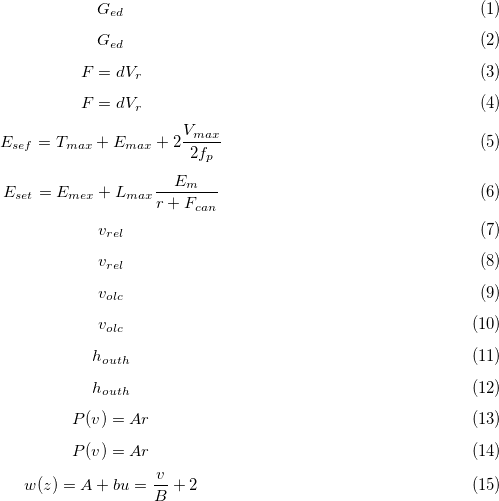 G_{ed} (1)
G_{ed} (2)
F = dV_r (3)
F = dV_r (4)
E_{sef} = T_{max} + E_{max} + 2\frac{V_{max}}{2f_p} (5)
E_{set} = E_{mex} + L_{max}\frac{E_m}{r + F_{can}} (6)
v_{rel} (7)
v_{rel} (8)
v_{olc} (9)
v_{olc} (10)
h_{outh} (11)
h_{outh} (12)
P(v) = Ar (13)
P(v) = Ar (14)
w(z) = A + bu = \frac{v}{B} + 2 (15)